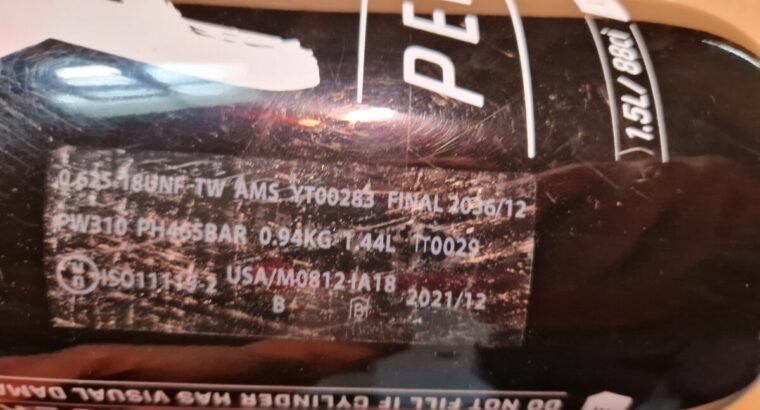 PE
1.5L/ 88ci
0.625-18UNF TW AMS YT00283 FINAL 2036/12
PW310 PH465BAR 0.94KG 1.44L IT0029
UN ISO11119-2 USA/M0812-IA18 2021/12
B
DO NOT FILL IF CYLINDER HAS VISUAL DAMA